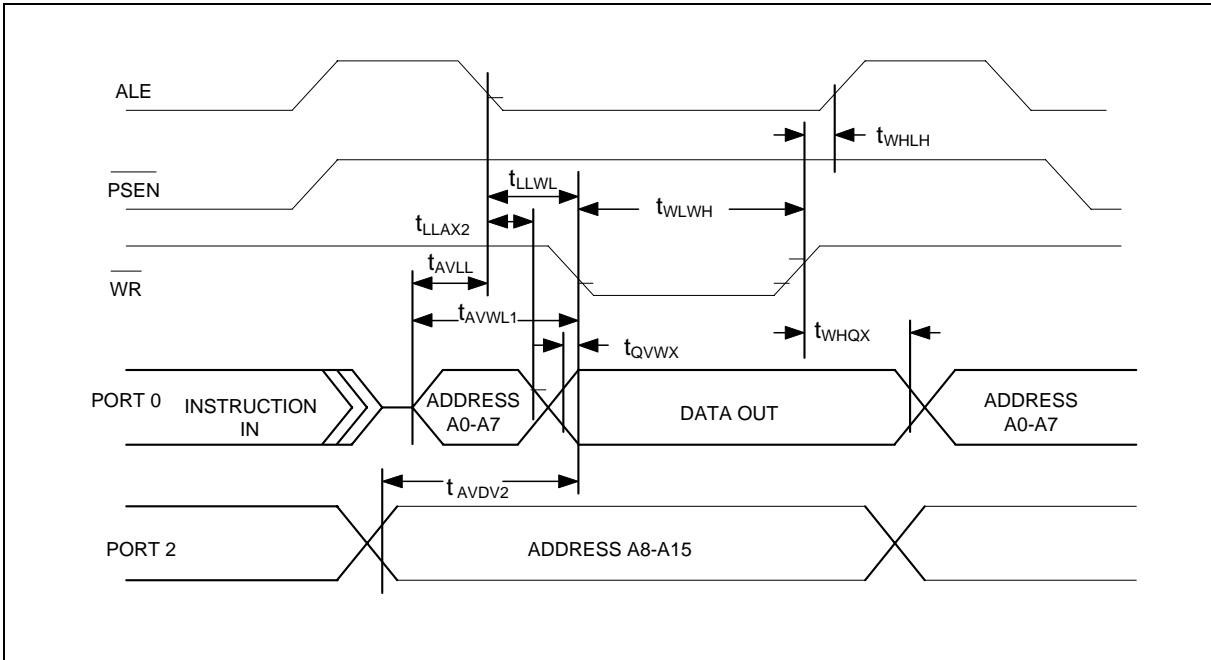 ALE
tWHLH
PSEN
tLLWL
tWLWH
tLLAX2
tAVLL
WR
tAVWL1
tWHQX
tQVWX
PORT 0
INSTRUCTION
IN
ADDRESS
A0-A7
DATA OUT
ADDRESS
A0-A7
tAVDV2
PORT 2
ADDRESS A8-A15